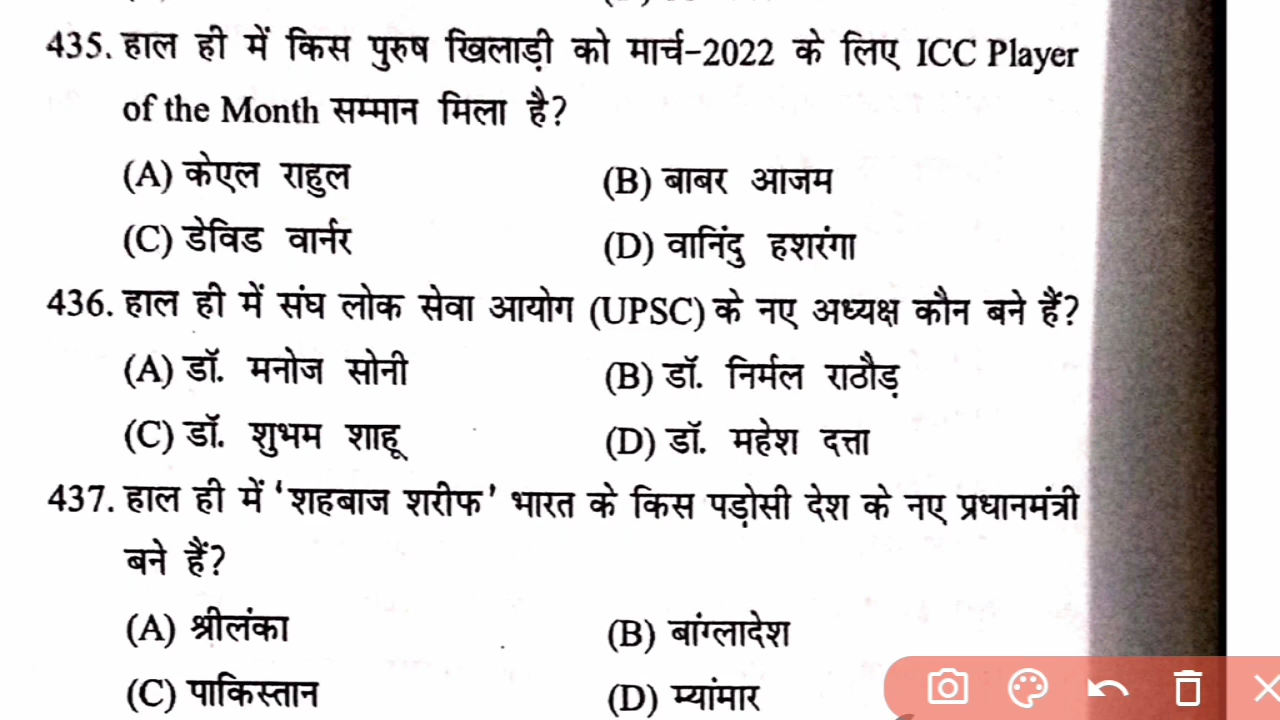 435. हाल ही में किस पुरुष खिलाड़ी को मार्च-2022 के लिए ICC Player
of the Month सम्मान मिला है?
(A) केएल राहुल (B) बाबर आजम
(C) डेविड वार्नर (D) वानिंदु हशरंगा
436. हाल ही में संघ लोक सेवा आयोग (UPSC) के नए अध्यक्ष कौन बने हैं?
(A) डॉ. मनोज सोनी (B) डॉ. निर्मल राठौड़
(C) डॉ. शुभम शाहू (D) डॉ. महेश दत्ता
437. हाल ही में 'शहबाज शरीफ' भारत के किस पड़ोसी देश के नए प्रधानमंत्री
बने हैं?
(A) श्रीलंका (B) बांग्लादेश
(C) पाकिस्तान (D) म्यांमार